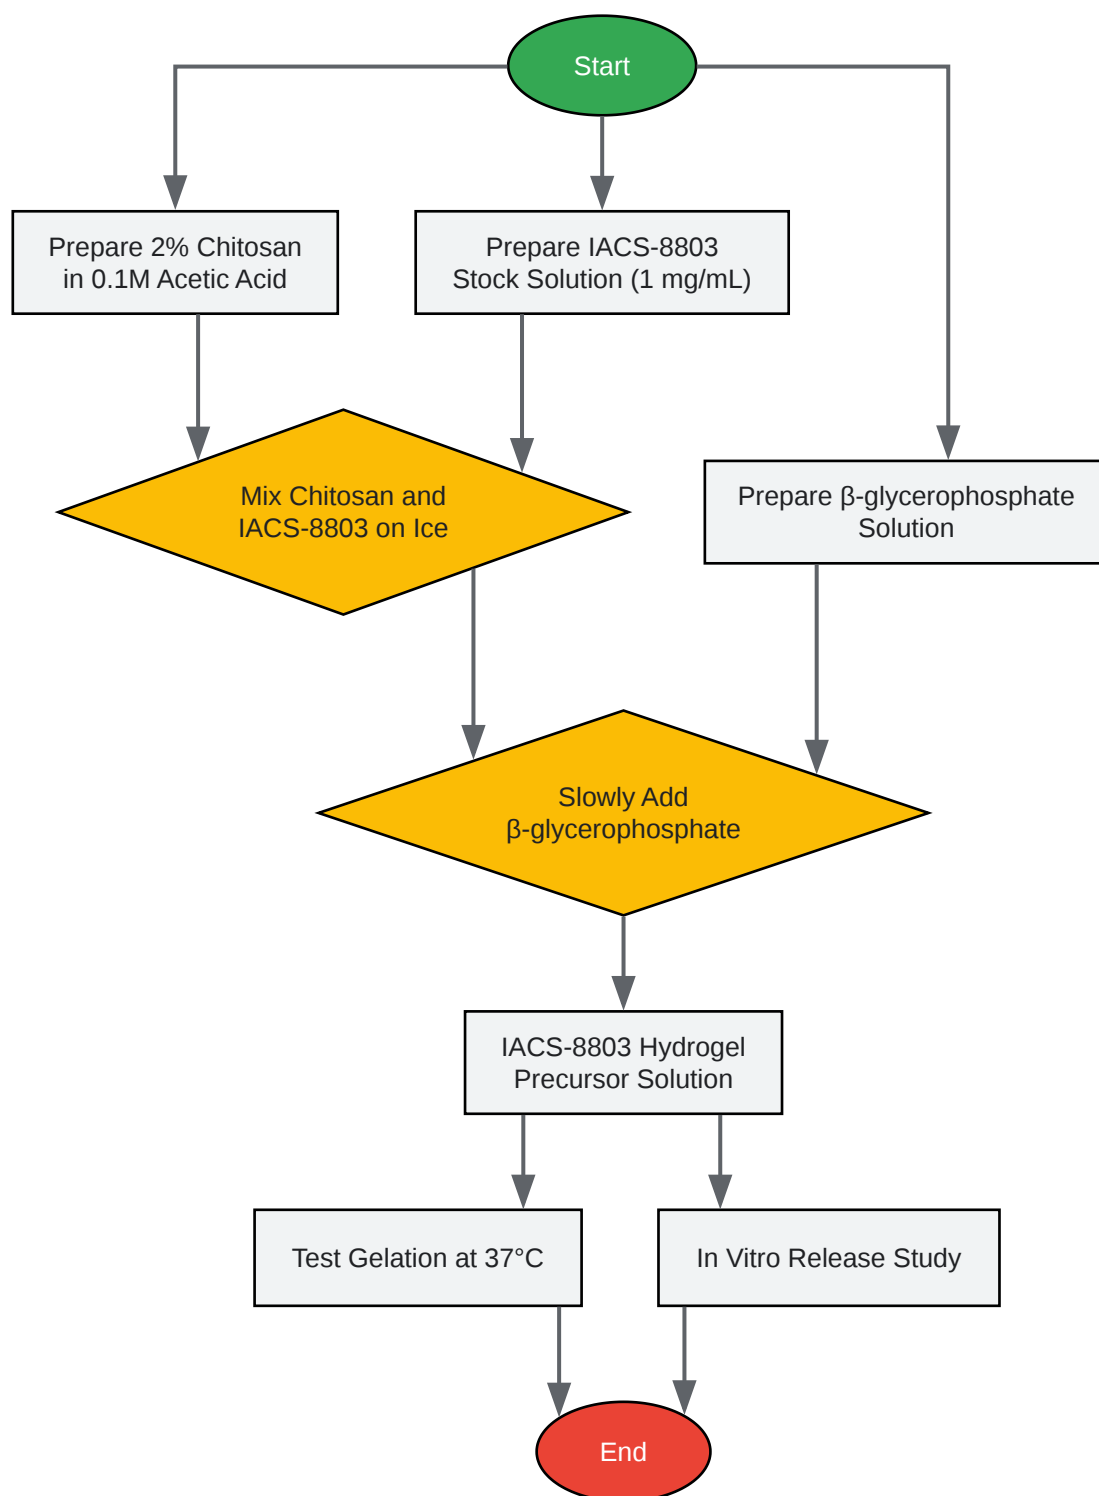 Start
Prepare 2% Chitosan
in 0.1M Acetic Acid
Prepare IACS-8803
Stock Solution (1 mg/mL)
Mix Chitosan and
IACS-8803 on Ice
Prepare β-glycerophosphate
Solution
Slowly Add
β-glycerophosphate
IACS-8803 Hydrogel
Precursor Solution
Test Gelation at 37°C
In Vitro Release Study
End